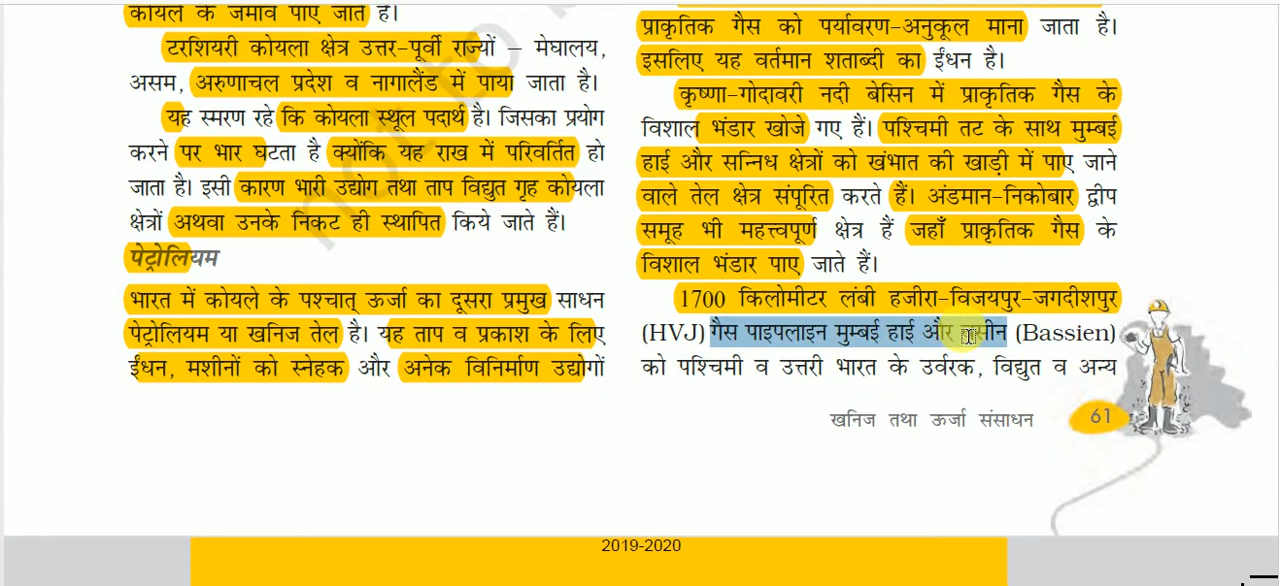 कोयले के जमाव पाए जाते हैं।
टरशियरी कोयला क्षेत्र उत्तर-पूर्वी राज्यों – मेघालय,
असम, अरुणाचल प्रदेश व नागालैंड में पाया जाता है।
यह स्मरण रहे कि कोयला स्थूल पदार्थ है। जिसका प्रयोग
करने पर भार घटता है क्योंकि यह राख में परिवर्तित हो
जाता है। इसी कारण भारी उद्योग तथा ताप विद्युत गृह कोयला
क्षेत्रों अथवा उनके निकट ही स्थापित किये जाते हैं।
पेट्रोलियम
भारत में कोयले के पश्चात् ऊर्जा का दूसरा प्रमुख साधन
पेट्रोलियम या खनिज तेल है। यह ताप व प्रकाश के लिए
ईंधन, मशीनों को स्नेहक और अनेक विनिर्माण उद्योगों
प्राकृतिक गैस को पर्यावरण-अनुकूल माना जाता है।
इसलिए यह वर्तमान शताब्दी का ईंधन है।
कृष्णा-गोदावरी नदी बेसिन में प्राकृतिक गैस के
विशाल भंडार खोजे गए हैं। पश्चिमी तट के साथ मुम्बई
हाई और सन्निध क्षेत्रों को खंभात की खाड़ी में पाए जाने
वाले तेल क्षेत्र संपूरित करते हैं। अंडमान-निकोबार द्वीप
समूह भी महत्त्वपूर्ण क्षेत्र हैं जहाँ प्राकृतिक गैस के
विशाल भंडार पाए जाते हैं।
1700 किलोमीटर लंबी हजीरा-विजयपुर-जगदीशपुर
(HVJ) गैस पाइपलाइन मुम्बई हाई और (Bassien)
को पश्चिमी व उत्तरी भारत के उर्वरक, विद्युत व अन्य
खनिज तथा ऊर्जा संसाधन 61
2019-2020